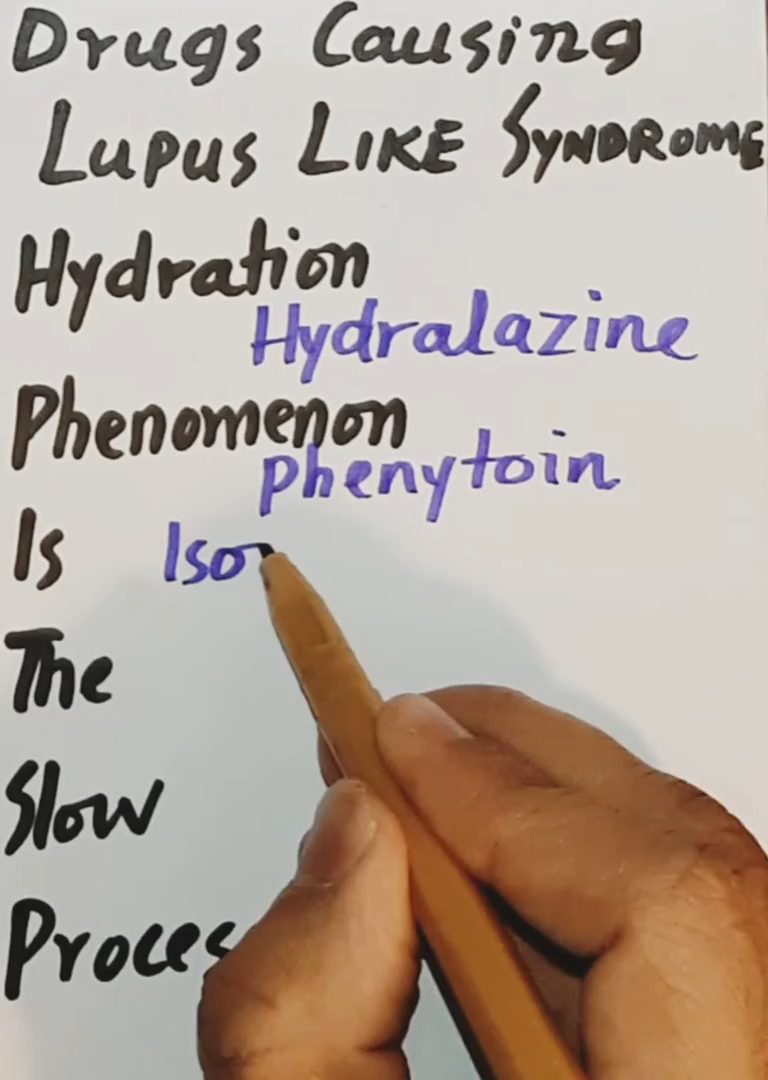 Drugs Causing
Lupus LIKE SYNDROME
Hydration
Hydralazine
Phenomenon
Phenytoin
Is Iso
The
Slow
Proces